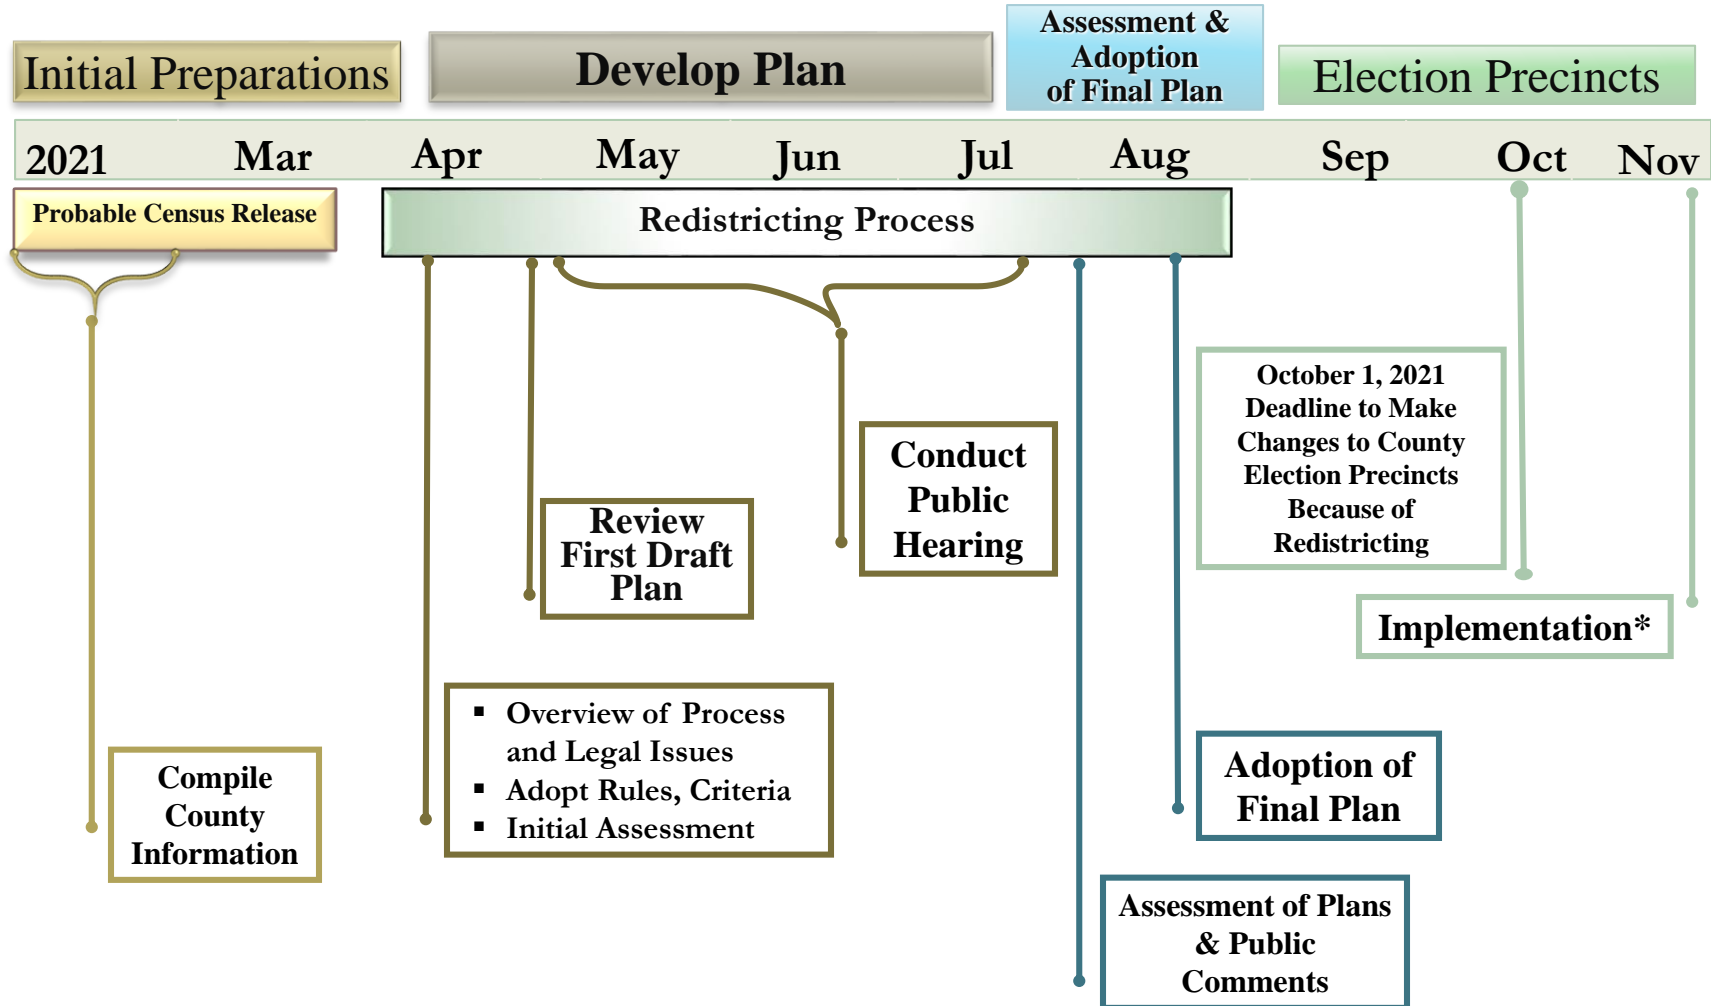 Initial Preparations
Develop Plan
Assessment &
Adoption
of Final Plan
Election Precincts
2021 Mar Apr May Jun Jul Aug Sep Oct Nov
Probable Census Release
Redistricting Process
October 1, 2021
Deadline to Make
Changes to County
Election Precincts
Because of
Redistricting
Conduct
Public
Hearing
Review
First Draft
Plan
Implementation*
▪ Overview of Process
and Legal Issues
▪ Adopt Rules, Criteria
▪ Initial Assessment
Compile
County
Information
Adoption of
Final Plan
Assessment of Plans
& Public
Comments